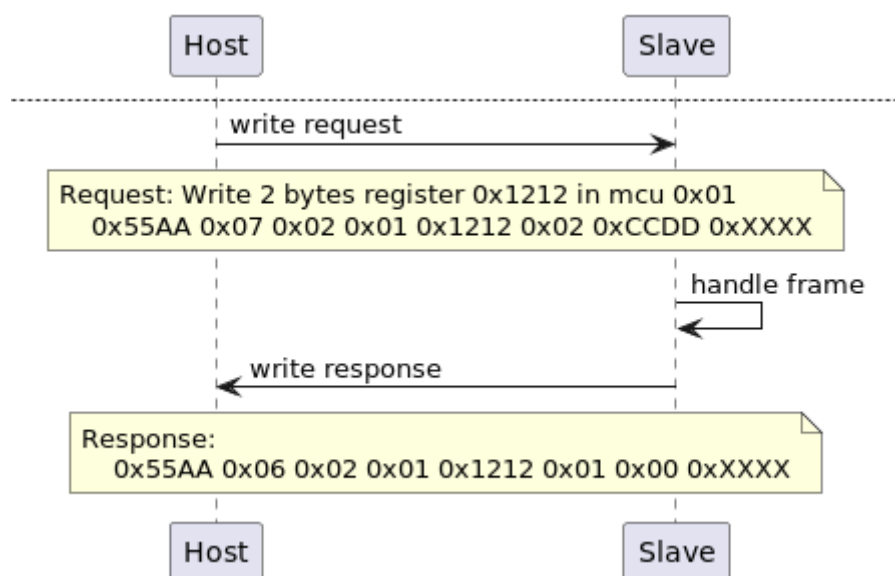 Host Slave
write request
Request: Write 2 bytes register 0x1212 in mcu 0x01
0x55AA 0x07 0x02 0x01 0x1212 0x02 0xCCDD 0xXXXX
handle frame
write response
Response:
0x55AA 0x06 0x02 0x01 0x1212 0x01 0x00 0xXXXX
Host Slave